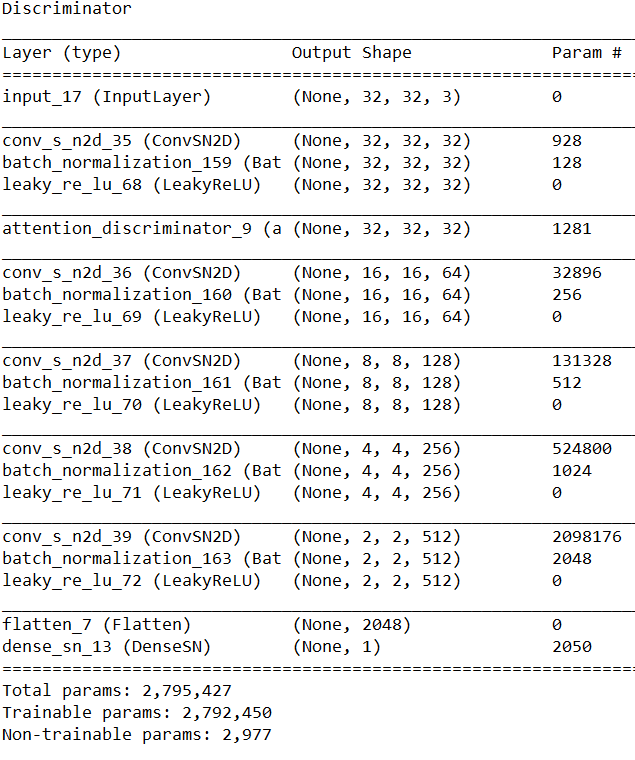 Discriminator
_________________________________________________________________
Layer (type)                 Output Shape              Param #
=================================================================
input_17 (InputLayer)        (None, 32, 32, 3)         0
_________________________________________________________________
conv_s_n2d_35 (ConvSN2D)     (None, 32, 32, 32)        928
batch_normalization_159 (Bat (None, 32, 32, 32)        128
leaky_re_lu_68 (LeakyReLU)   (None, 32, 32, 32)        0
_________________________________________________________________
attention_discriminator_9 (a (None, 32, 32, 32)        1281
_________________________________________________________________
conv_s_n2d_36 (ConvSN2D)     (None, 16, 16, 64)        32896
batch_normalization_160 (Bat (None, 16, 16, 64)        256
leaky_re_lu_69 (LeakyReLU)   (None, 16, 16, 64)        0
_________________________________________________________________
conv_s_n2d_37 (ConvSN2D)     (None, 8, 8, 128)         131328
batch_normalization_161 (Bat (None, 8, 8, 128)         512
leaky_re_lu_70 (LeakyReLU)   (None, 8, 8, 128)         0
_________________________________________________________________
conv_s_n2d_38 (ConvSN2D)     (None, 4, 4, 256)         524800
batch_normalization_162 (Bat (None, 4, 4, 256)         1024
leaky_re_lu_71 (LeakyReLU)   (None, 4, 4, 256)         0
_________________________________________________________________
conv_s_n2d_39 (ConvSN2D)     (None, 2, 2, 512)         2098176
batch_normalization_163 (Bat (None, 2, 2, 512)         2048
leaky_re_lu_72 (LeakyReLU)   (None, 2, 2, 512)         0
_________________________________________________________________
flatten_7 (Flatten)          (None, 2048)              0
dense_sn_13 (DenseSN)        (None, 1)                 2050
=================================================================
Total params: 2,795,427
Trainable params: 2,792,450
Non-trainable params: 2,977